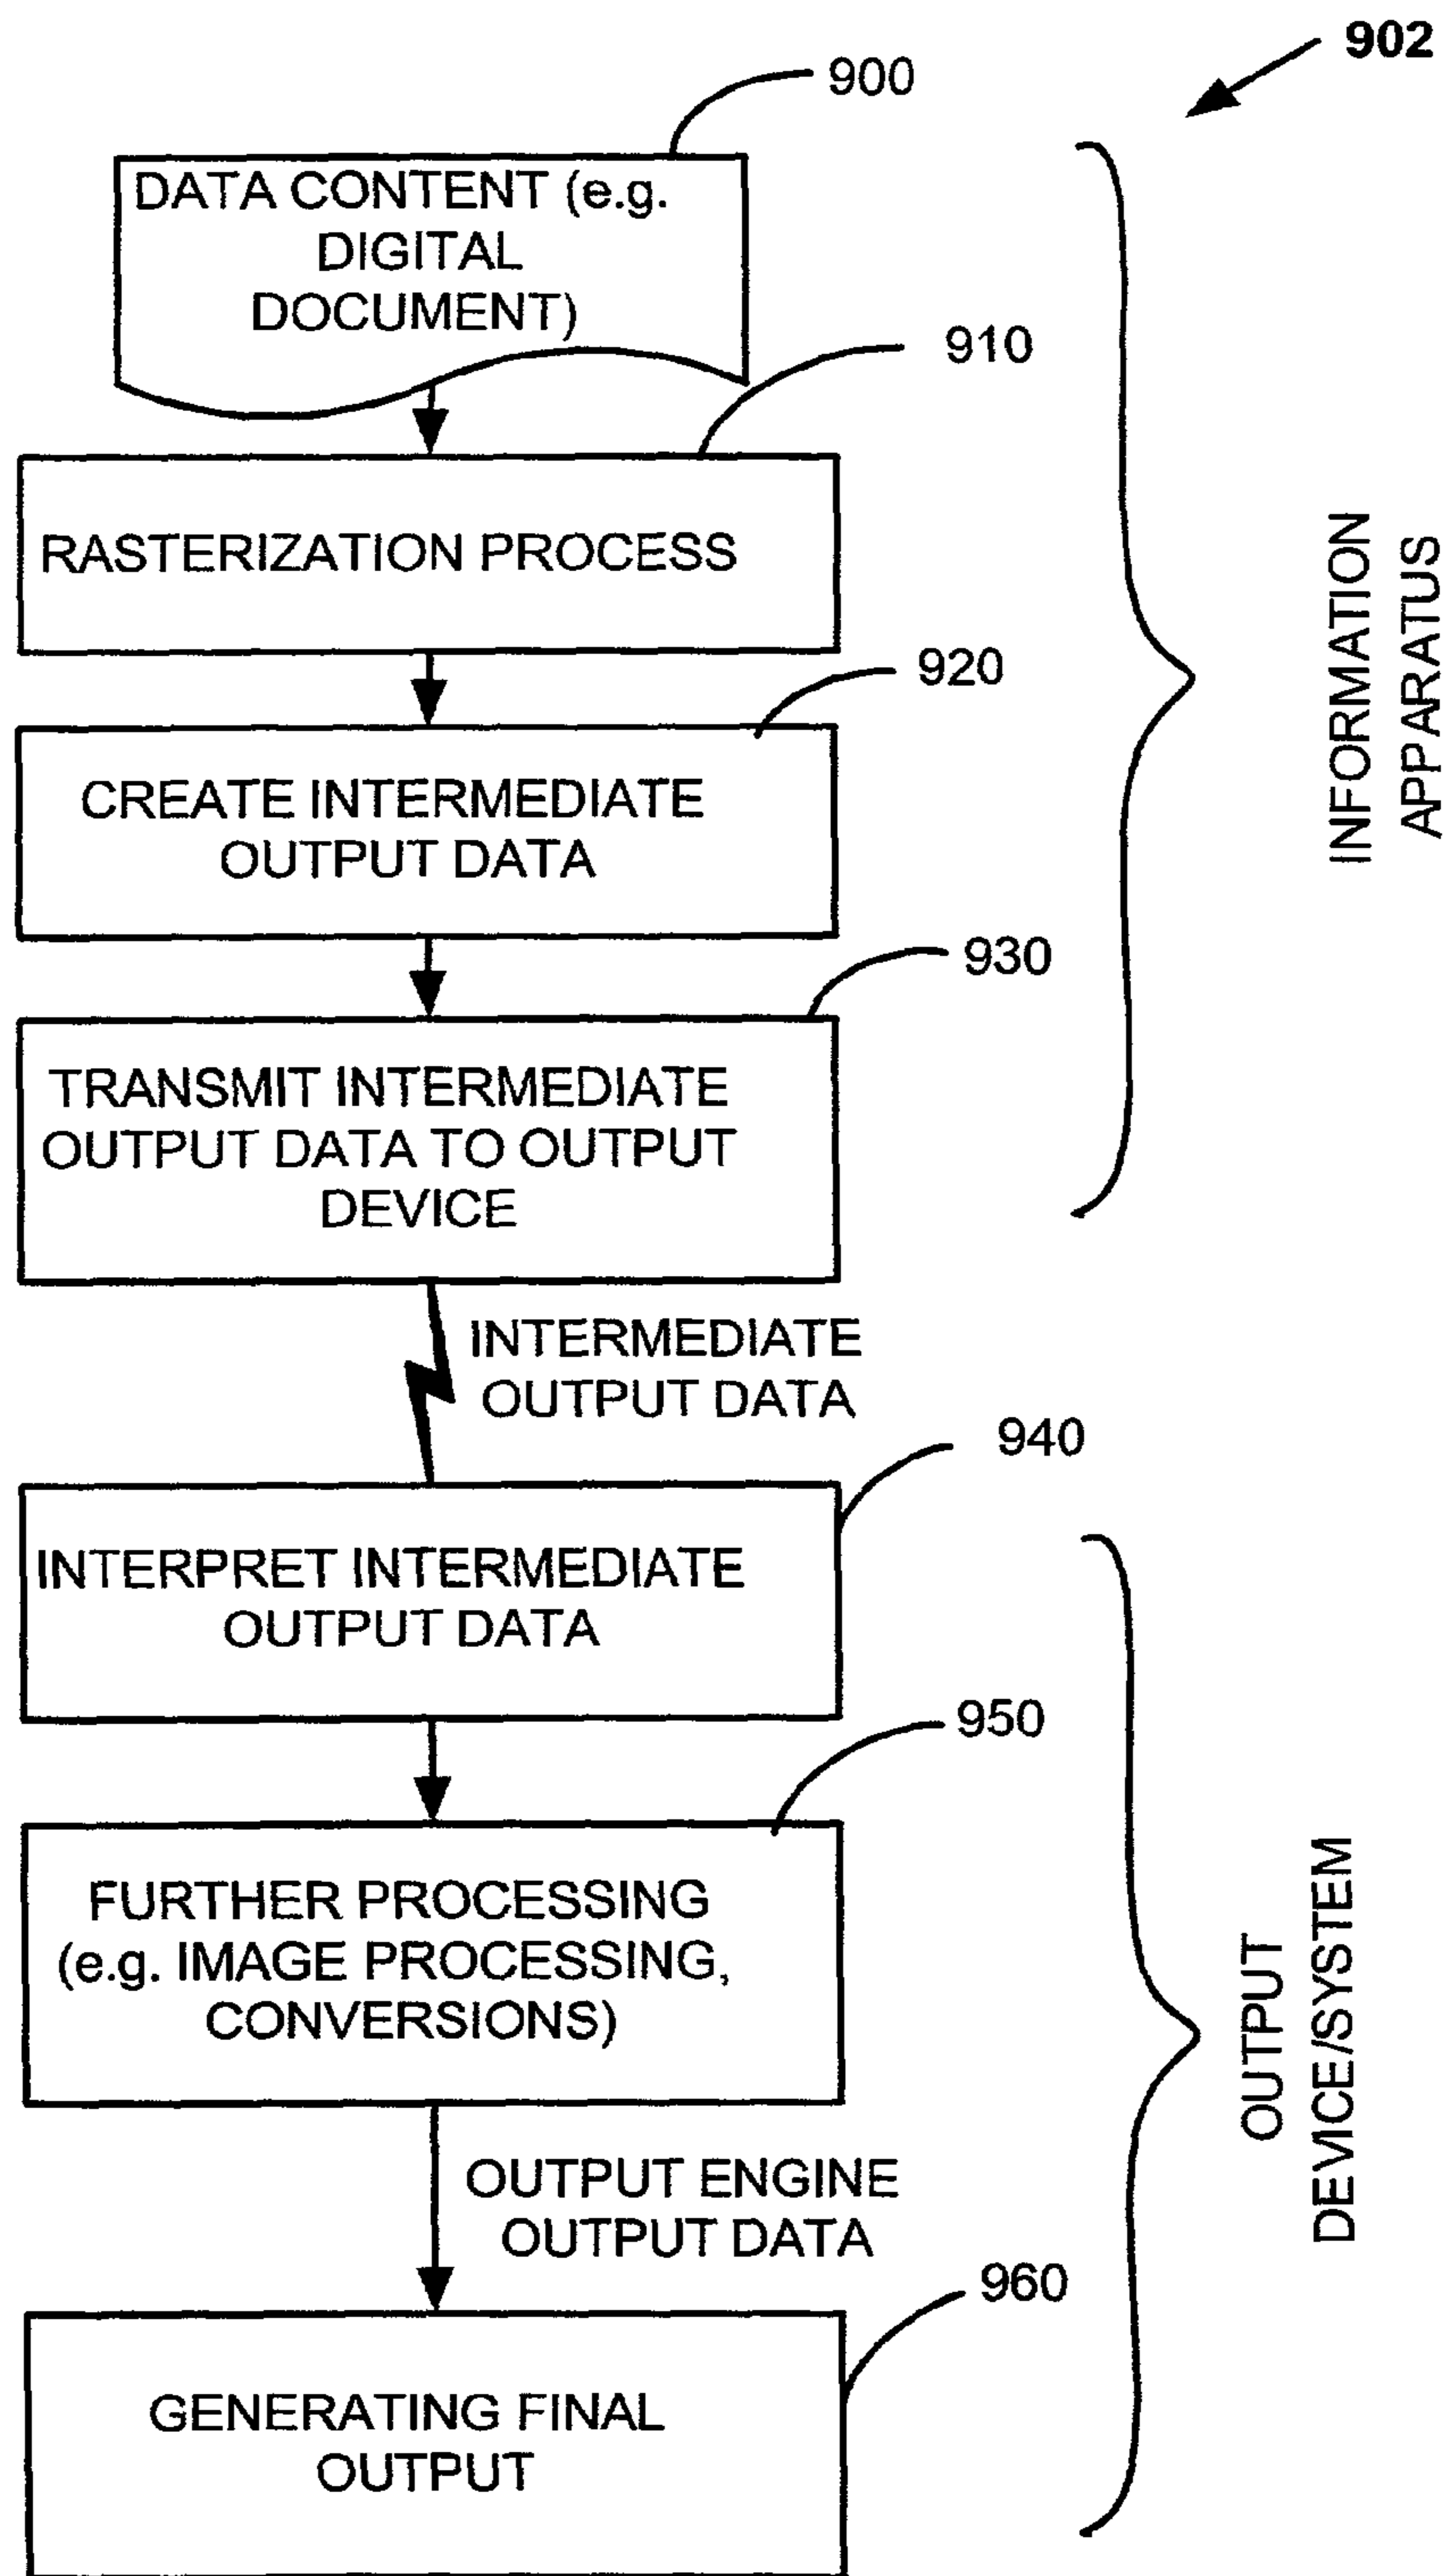 902
900
DATA CONTENT (e.g.
DIGITAL
DOCUMENT)
910
RASTERIZATION PROCESS
920
CREATE INTERMEDIATE
OUTPUT DATA
930
TRANSMIT INTERMEDIATE
OUTPUT DATA TO OUTPUT
DEVICE
INFORMATION
APPARATUS
INTERMEDIATE
OUTPUT DATA
940
INTERPRET INTERMEDIATE
OUTPUT DATA
950
FURTHER PROCESSING
(e.g. IMAGE PROCESSING,
CONVERSIONS)
OUTPUT ENGINE
OUTPUT DATA
960
GENERATING FINAL
OUTPUT
OUTPUT
DEVICE/SYSTEM